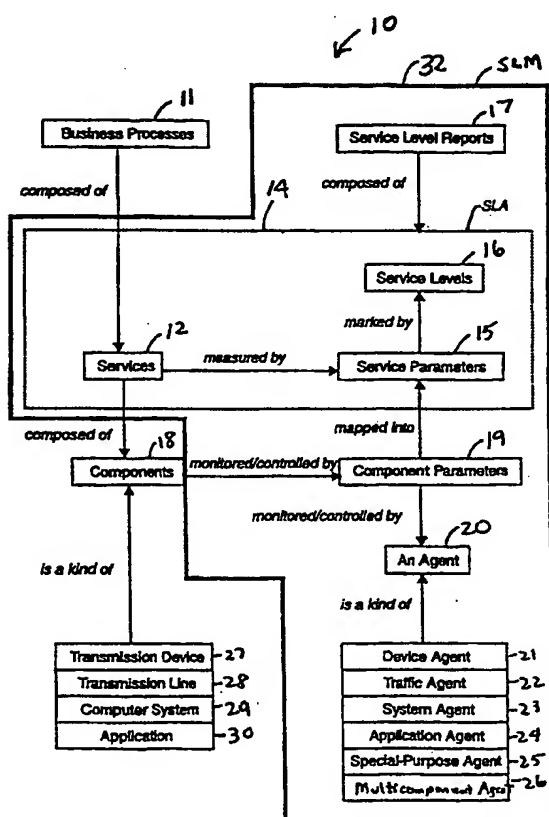 10
32 SLM
11
17
Business Processes
Service Level Reports
composed of
composed of
14
SLA
16
Service Levels
marked by
12
15
Services
measured by
Service Parameters
composed of
mapped into
18
19
Components
monitored/controlled by
Component Parameters
monitored/controlled by
20
An Agent
is a kind of
is a kind of
Transmission Device 27
Transmission Line 28
Computer System 29
Application 30
Device Agent 21
Traffic Agent 22
System Agent 23
Application Agent 24
Special-Purpose Agent 25
Multicomponent Agent 26